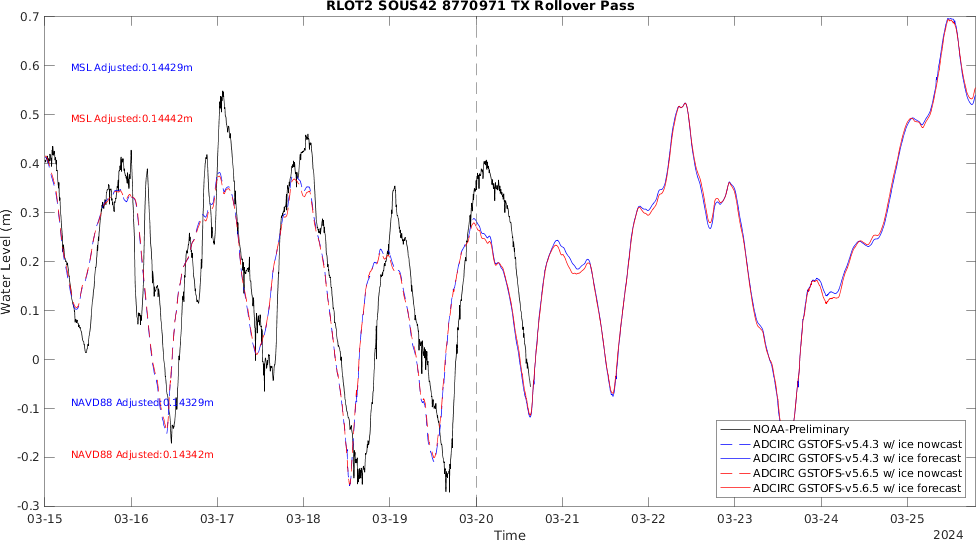 RLOT2 SOUS42 8770971 TX Rollover Pass
0.7
0.6
0.5
0.4
0.3
0.2
0.1
0
-0.1
-0.2
-0.3
Water Level (m)
MSL Adjusted:0.14429m
MSL Adjusted:0.14442m
NAVD88 Adjusted:0.14329m
NAVD88 Adjusted:0.14342m
NOAA-Preliminary
ADCIRC GSTOFS-v5.4.3 w/ ice nowcast
ADCIRC GSTOFS-v5.4.3 w/ ice forecast
ADCIRC GSTOFS-v5.6.5 w/ ice nowcast
ADCIRC GSTOFS-v5.6.5 w/ ice forecast
03-15 03-16 03-17 03-18 03-19 03-20 03-21 03-22 03-23 03-24 03-25
Time
2024